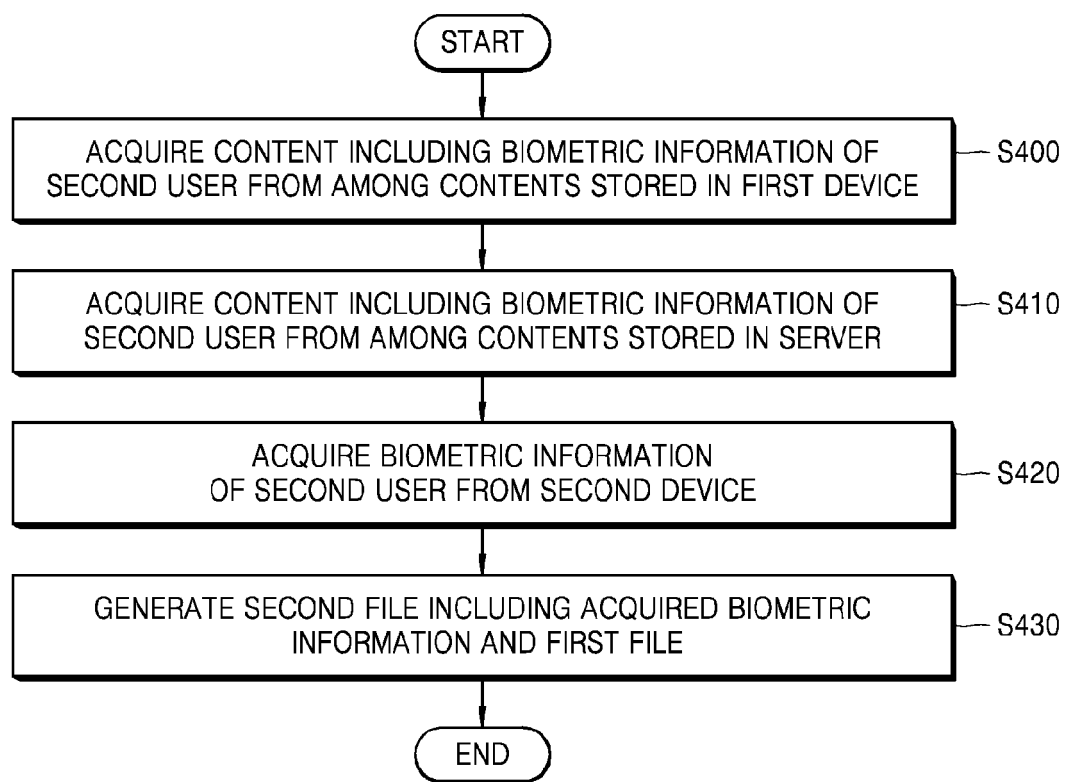 START
ACQUIRE CONTENT INCLUDING BIOMETRIC INFORMATION OF
SECOND USER FROM AMONG CONTENTS STORED IN FIRST DEVICE
S400
ACQUIRE CONTENT INCLUDING BIOMETRIC INFORMATION OF
SECOND USER FROM AMONG CONTENTS STORED IN SERVER
S410
ACQUIRE BIOMETRIC INFORMATION
OF SECOND USER FROM SECOND DEVICE
S420
GENERATE SECOND FILE INCLUDING ACQUIRED BIOMETRIC
INFORMATION AND FIRST FILE
S430
END